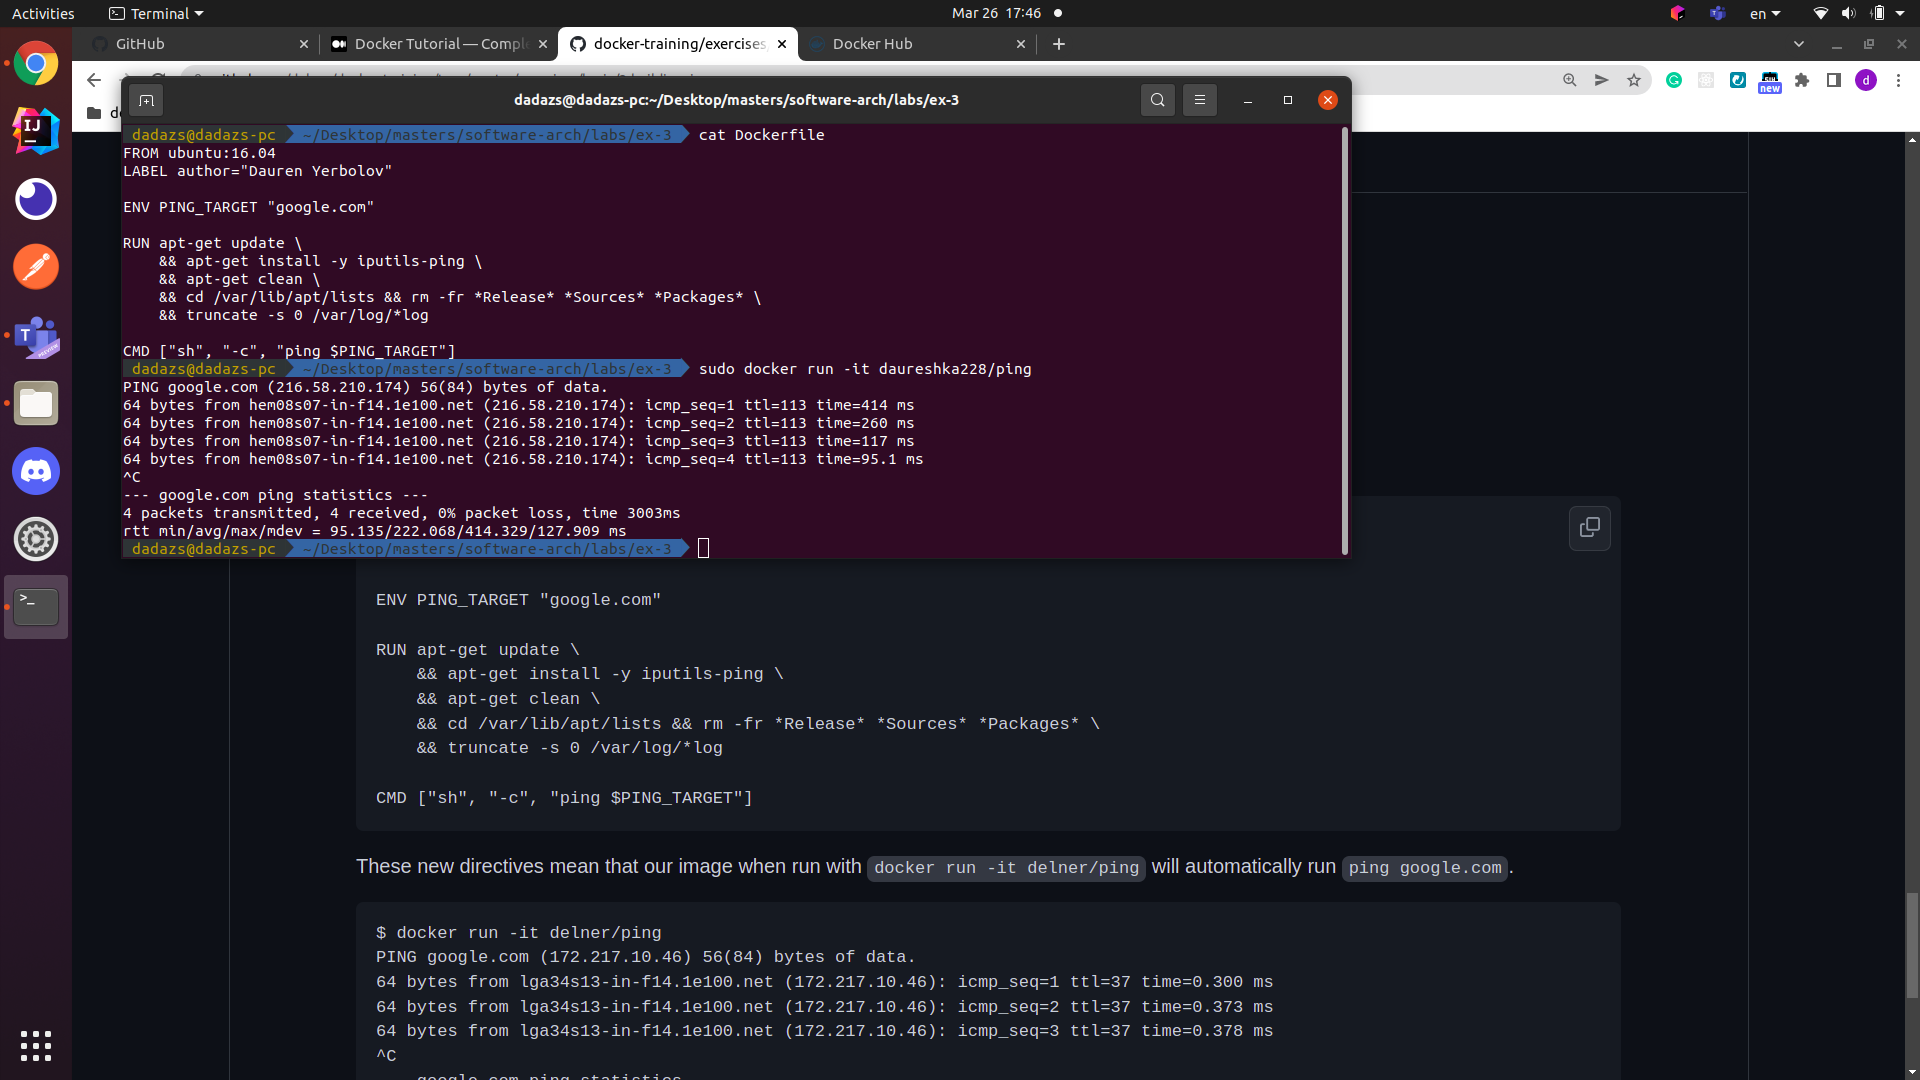 Activities Terminal Mar 26 17:46 en
GitHub Docker Tutorial — Comple docker-training/exercises Docker Hub
new d
dadazs@dadazs-pc:~/Desktop/masters/software-arch/labs/ex-3
dadazs@dadazs-pc ~/Desktop/masters/software-arch/labs/ex-3 cat Dockerfile
FROM ubuntu:16.04
LABEL author="Dauren Yerbolov"
ENV PING_TARGET "google.com"
RUN apt-get update \
&& apt-get install -y iputils-ping \
&& apt-get clean \
&& cd /var/lib/apt/lists && rm -fr *Release* *Sources* *Packages* \
&& truncate -s 0 /var/log/*log
CMD ["sh", "-c", "ping $PING_TARGET"]
dadazs@dadazs-pc ~/Desktop/masters/software-arch/labs/ex-3 sudo docker run -it daureshka228/ping
PING google.com (216.58.210.174) 56(84) bytes of data.
64 bytes from hem08s07-in-f14.1e100.net (216.58.210.174): icmp_seq=1 ttl=113 time=414 ms
64 bytes from hem08s07-in-f14.1e100.net (216.58.210.174): icmp_seq=2 ttl=113 time=260 ms
64 bytes from hem08s07-in-f14.1e100.net (216.58.210.174): icmp_seq=3 ttl=113 time=117 ms
64 bytes from hem08s07-in-f14.1e100.net (216.58.210.174): icmp_seq=4 ttl=113 time=95.1 ms
^C
--- google.com ping statistics ---
4 packets transmitted, 4 received, 0% packet loss, time 3003ms
rtt min/avg/max/mdev = 95.135/222.068/414.329/127.909 ms
dadazs@dadazs-pc ~/Desktop/masters/software-arch/labs/ex-3
ENV PING_TARGET "google.com"
RUN apt-get update \
&& apt-get install -y iputils-ping \
&& apt-get clean \
&& cd /var/lib/apt/lists && rm -fr *Release* *Sources* *Packages* \
&& truncate -s 0 /var/log/*log
CMD ["sh", "-c", "ping $PING_TARGET"]
These new directives mean that our image when run with docker run -it delner/ping will automatically run ping google.com.
$ docker run -it delner/ping
PING google.com (172.217.10.46) 56(84) bytes of data.
64 bytes from lga34s13-in-f14.1e100.net (172.217.10.46): icmp_seq=1 ttl=37 time=0.300 ms
64 bytes from lga34s13-in-f14.1e100.net (172.217.10.46): icmp_seq=2 ttl=37 time=0.373 ms
64 bytes from lga34s13-in-f14.1e100.net (172.217.10.46): icmp_seq=3 ttl=37 time=0.378 ms
^C
google.com ping statistics